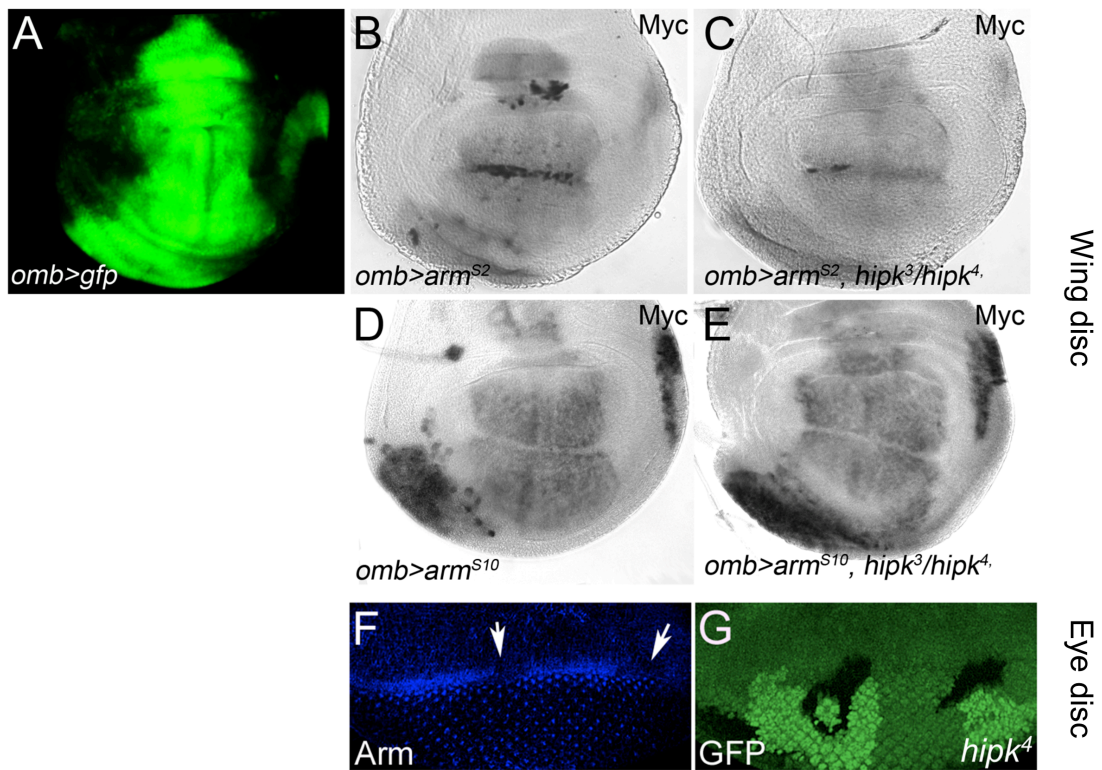 A
omb>gfp
B
Myc
omb>arm^S2
C
Myc
omb>arm^S2, hipk^3/hipk^4,
Wing disc
D
Myc
omb>arm^S10
E
Myc
omb>arm^S10, hipk^3/hipk^4,
F
Arm
G
GFP
hipk^4
Eye disc